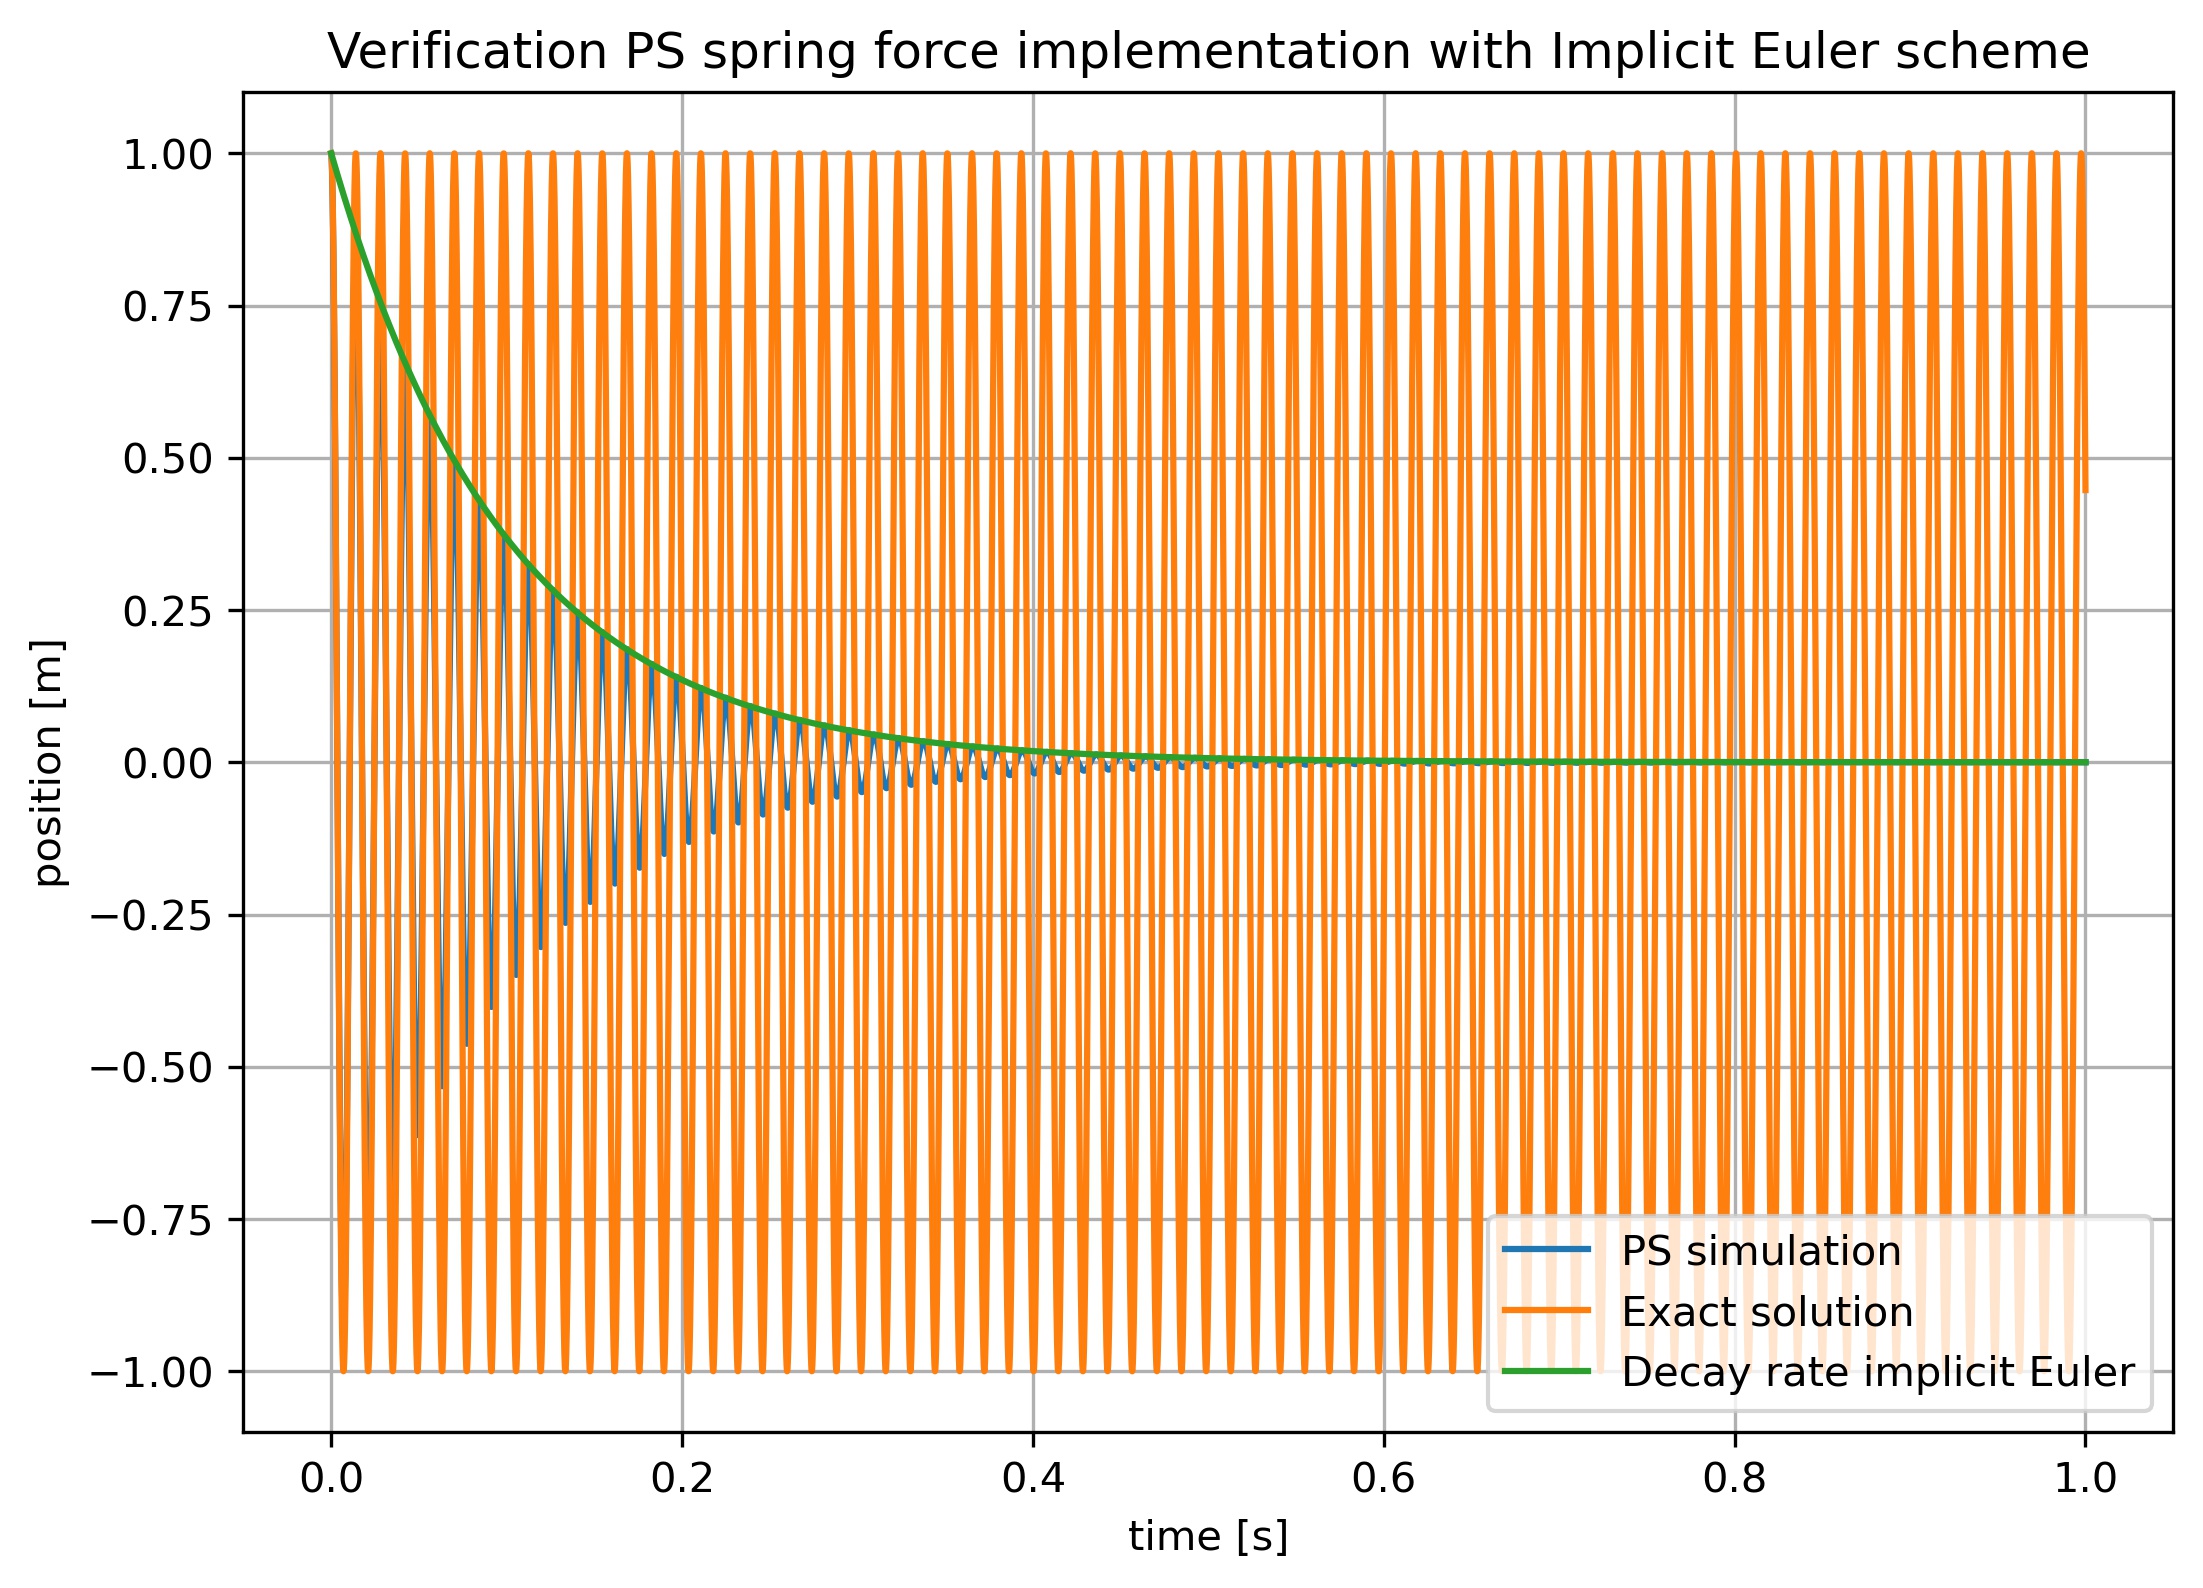 Verification PS spring force implementation with Implicit Euler scheme
1.00
0.75
0.50
0.25
0.00
−0.25
−0.50
−0.75
−1.00
position [m]
0.0 0.2 0.4 0.6 0.8 1.0
time [s]
PS simulation
Exact solution
Decay rate implicit Euler